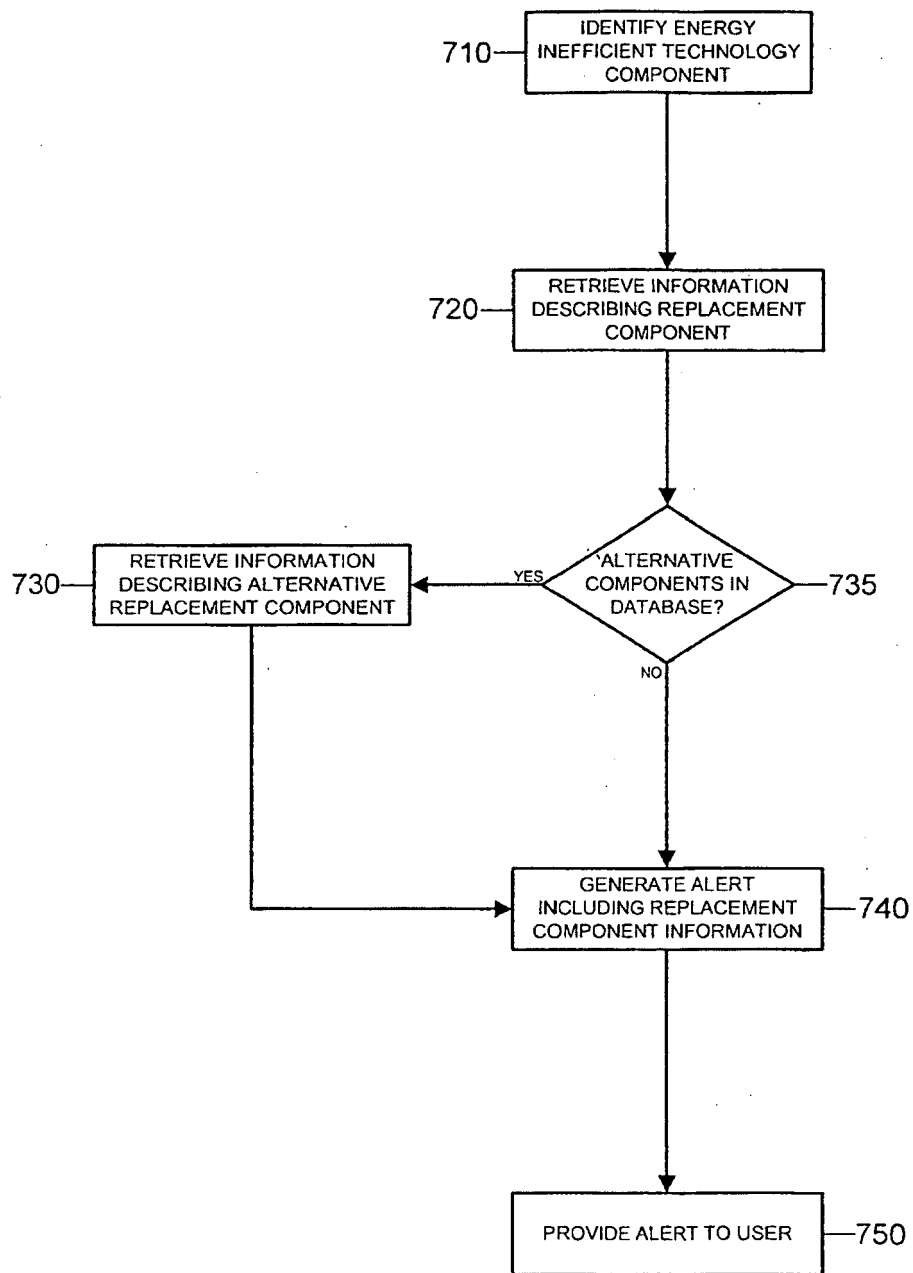 IDENTIFY ENERGY
INEFFICIENT TECHNOLOGY
COMPONENT
710
RETRIEVE INFORMATION
DESCRIBING REPLACEMENT
COMPONENT
720
ALTERNATIVE
COMPONENTS IN
DATABASE?
735
YES
NO
RETRIEVE INFORMATION
DESCRIBING ALTERNATIVE
REPLACEMENT COMPONENT
730
GENERATE ALERT
INCLUDING REPLACEMENT
COMPONENT INFORMATION
740
PROVIDE ALERT TO USER
750